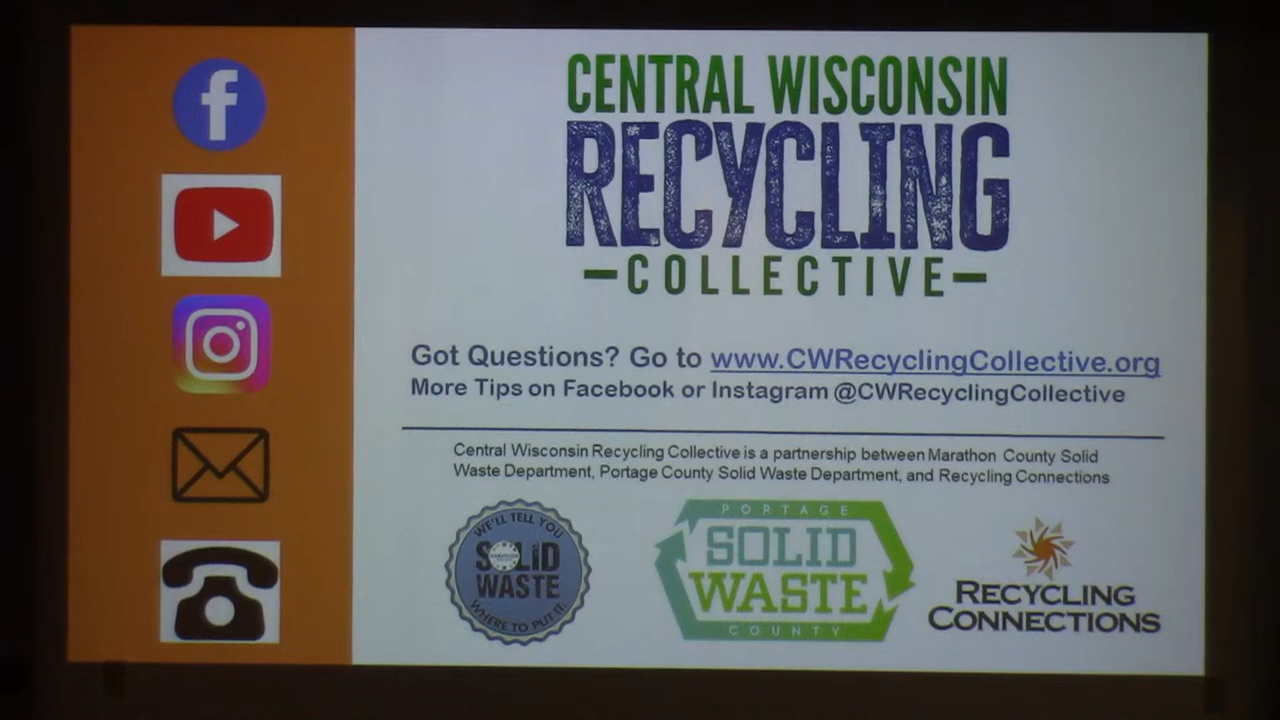 CENTRAL WISCONSIN
RECYCLING
COLLECTIVE
Got Questions? Go to www.CWRecyclingCollective.org
More Tips on Facebook or Instagram @CWRecyclingCollective
Central Wisconsin Recycling Collective is a partnership between Marathon County Solid
Waste Department, Portage County Solid Waste Department, and Recycling Connections
WE'LL TELL YOU
SOLID
WASTE
WHERE TO PUT IT.
PORTAGE
SOLID
WASTE
COUNTY
RECYCLING
CONNECTIONS